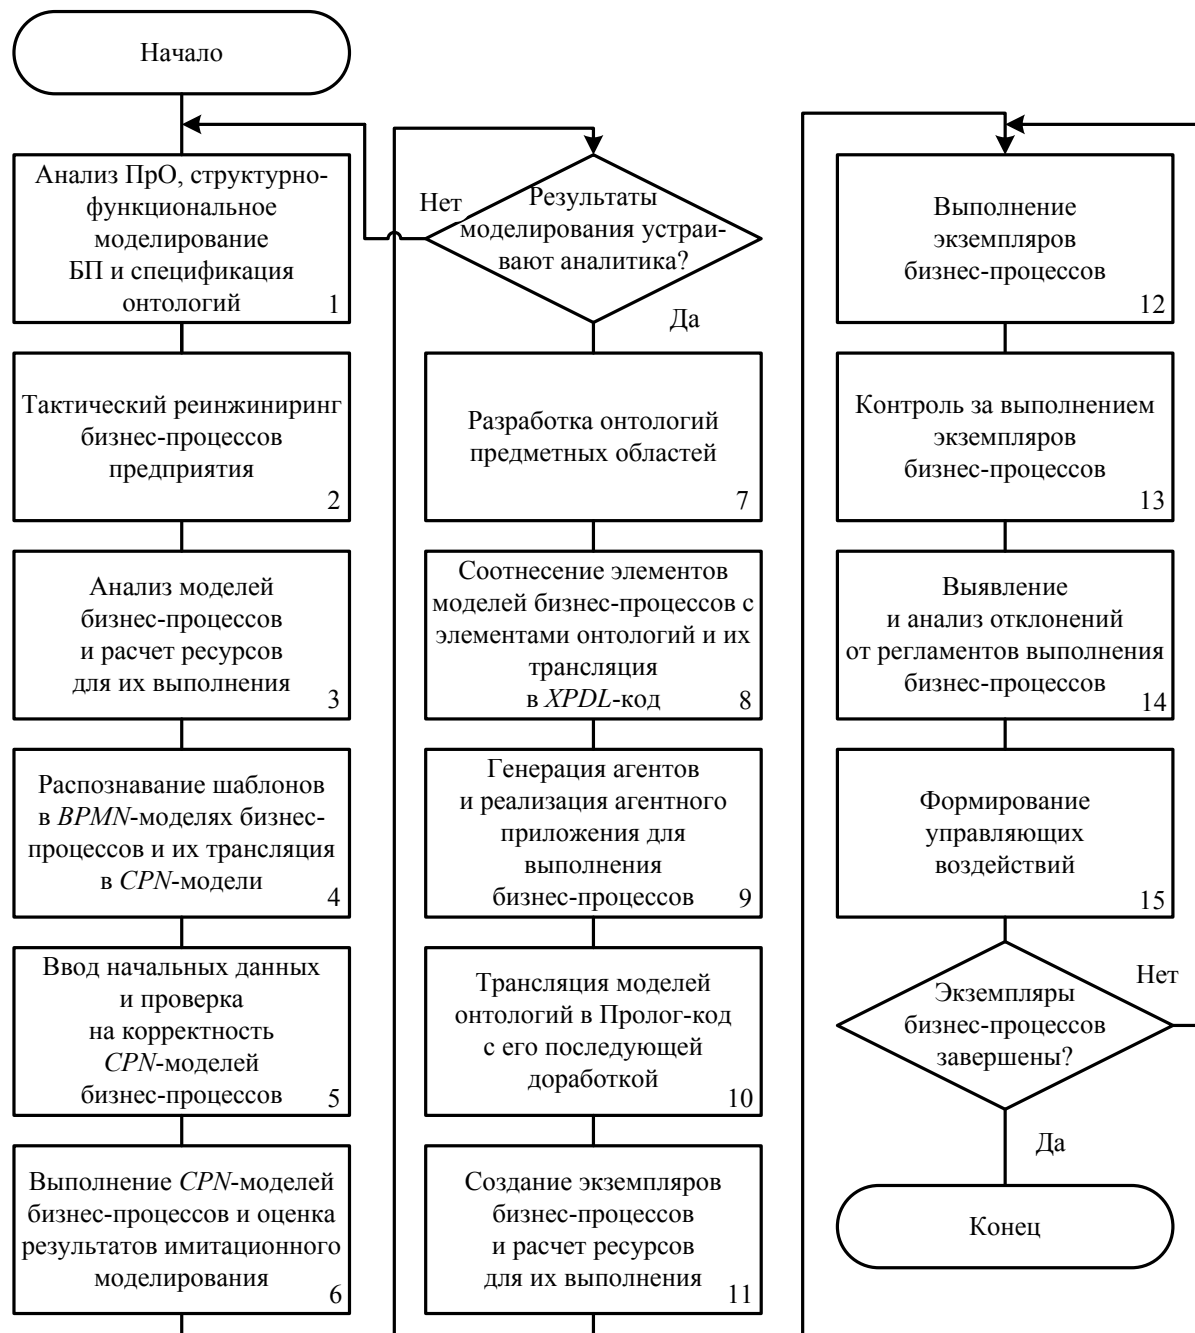 Начало
Анализ ПрО, структурно-
функциональное
моделирование
БП и спецификация
онтологий
1
Тактический реинжиниринг
бизнес-процессов
предприятия
2
Анализ моделей
бизнес-процессов
и расчет ресурсов
для их выполнения
3
Распознавание шаблонов
в BPMN-моделях бизнес-
процессов и их трансляция
в CPN-модели
4
Ввод начальных данных
и проверка
на корректность
CPN-моделей
бизнес-процессов
5
Выполнение CPN-моделей
бизнес-процессов и оценка
результатов имитационного
моделирования
6
Нет
Результаты
моделирования устраи-
вают аналитика?
Да
Разработка онтологий
предметных областей
7
Соотнесение элементов
моделей бизнес-процессов с
элементами онтологий и их
трансляция
в XPDL-код
8
Генерация агентов
и реализация агентного
приложения для
выполнения
бизнес-процессов
9
Трансляция моделей
онтологий в Пролог-код
с его последующей
доработкой
10
Создание экземпляров
бизнес-процессов
и расчет ресурсов
для их выполнения
11
Выполнение
экземпляров
бизнес-процессов
12
Контроль за выполнением
экземпляров
бизнес-процессов
13
Выявление
и анализ отклонений
от регламентов выполнения
бизнес-процессов
14
Формирование
управляющих
воздействий
15
Нет
Экземпляры
бизнес-процессов
завершены?
Да
Конец